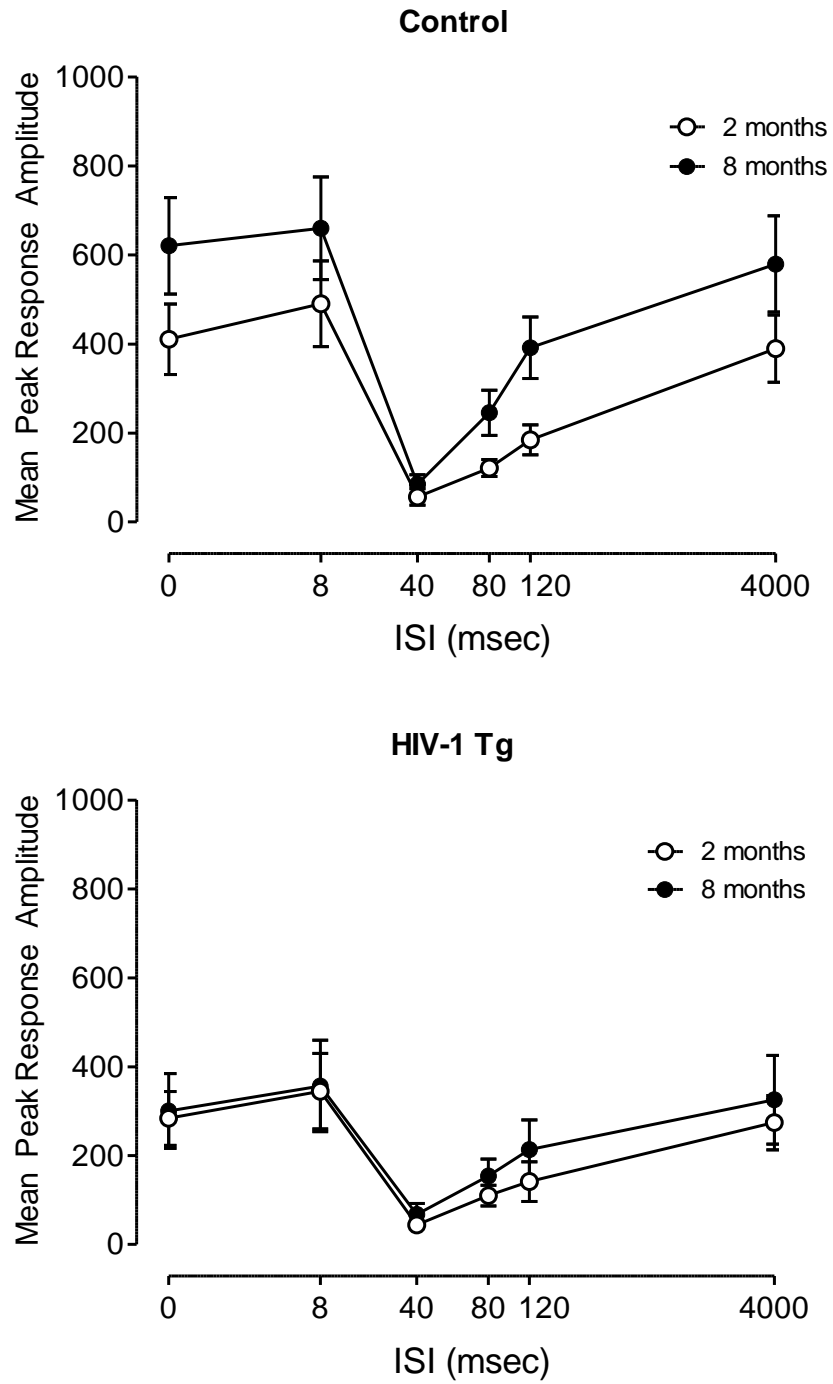 Control
Mean Peak Response Amplitude
1000
800
600
400
200
0
2 months
8 months
0 8 40 80 120 4000
ISI (msec)
HIV-1 Tg
Mean Peak Response Amplitude
1000
800
600
400
200
0
2 months
8 months
0 8 40 80 120 4000
ISI (msec)